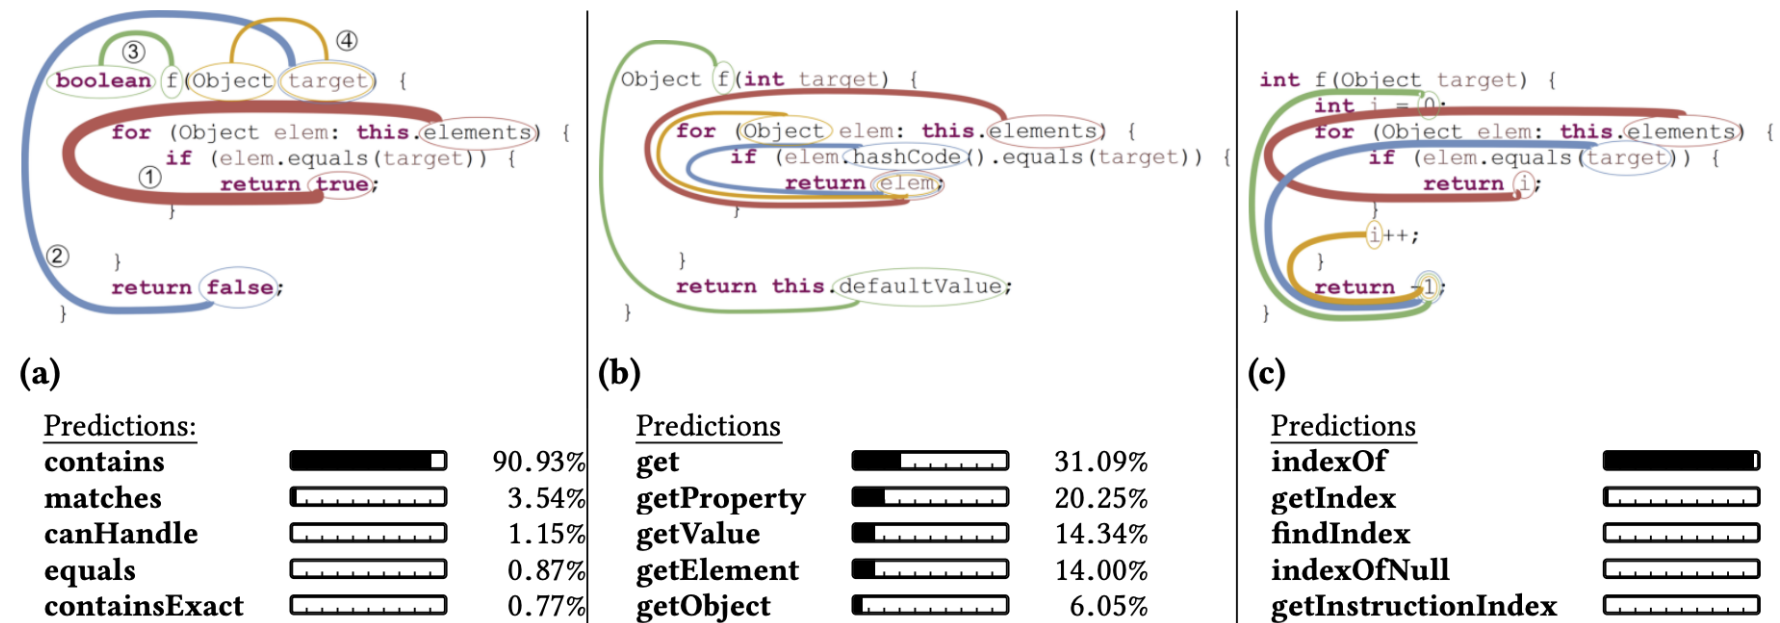 ③
④
boolean f(Object target) {
for (Object elem: this.elements) {
if (elem.equals(target)) {
①
return true;
}
②
}
return false;
}
(a)
Predictions:
contains 90.93%
matches 3.54%
canHandle 1.15%
equals 0.87%
containsExact 0.77%
Object f(int target) {
for (Object elem: this.elements) {
if (elem.hashCode().equals(target)) {
return elem;
}
}
return this.defaultValue;
}
(b)
Predictions
get 31.09%
getProperty 20.25%
getValue 14.34%
getElement 14.00%
getObject 6.05%
int f(Object target) {
int i = 0;
for (Object elem: this.elements) {
if (elem.equals(target)) {
return i;
}
i++;
}
return -1;
}
(c)
Predictions
indexOf
getIndex
findIndex
indexOfNull
getInstructionIndex